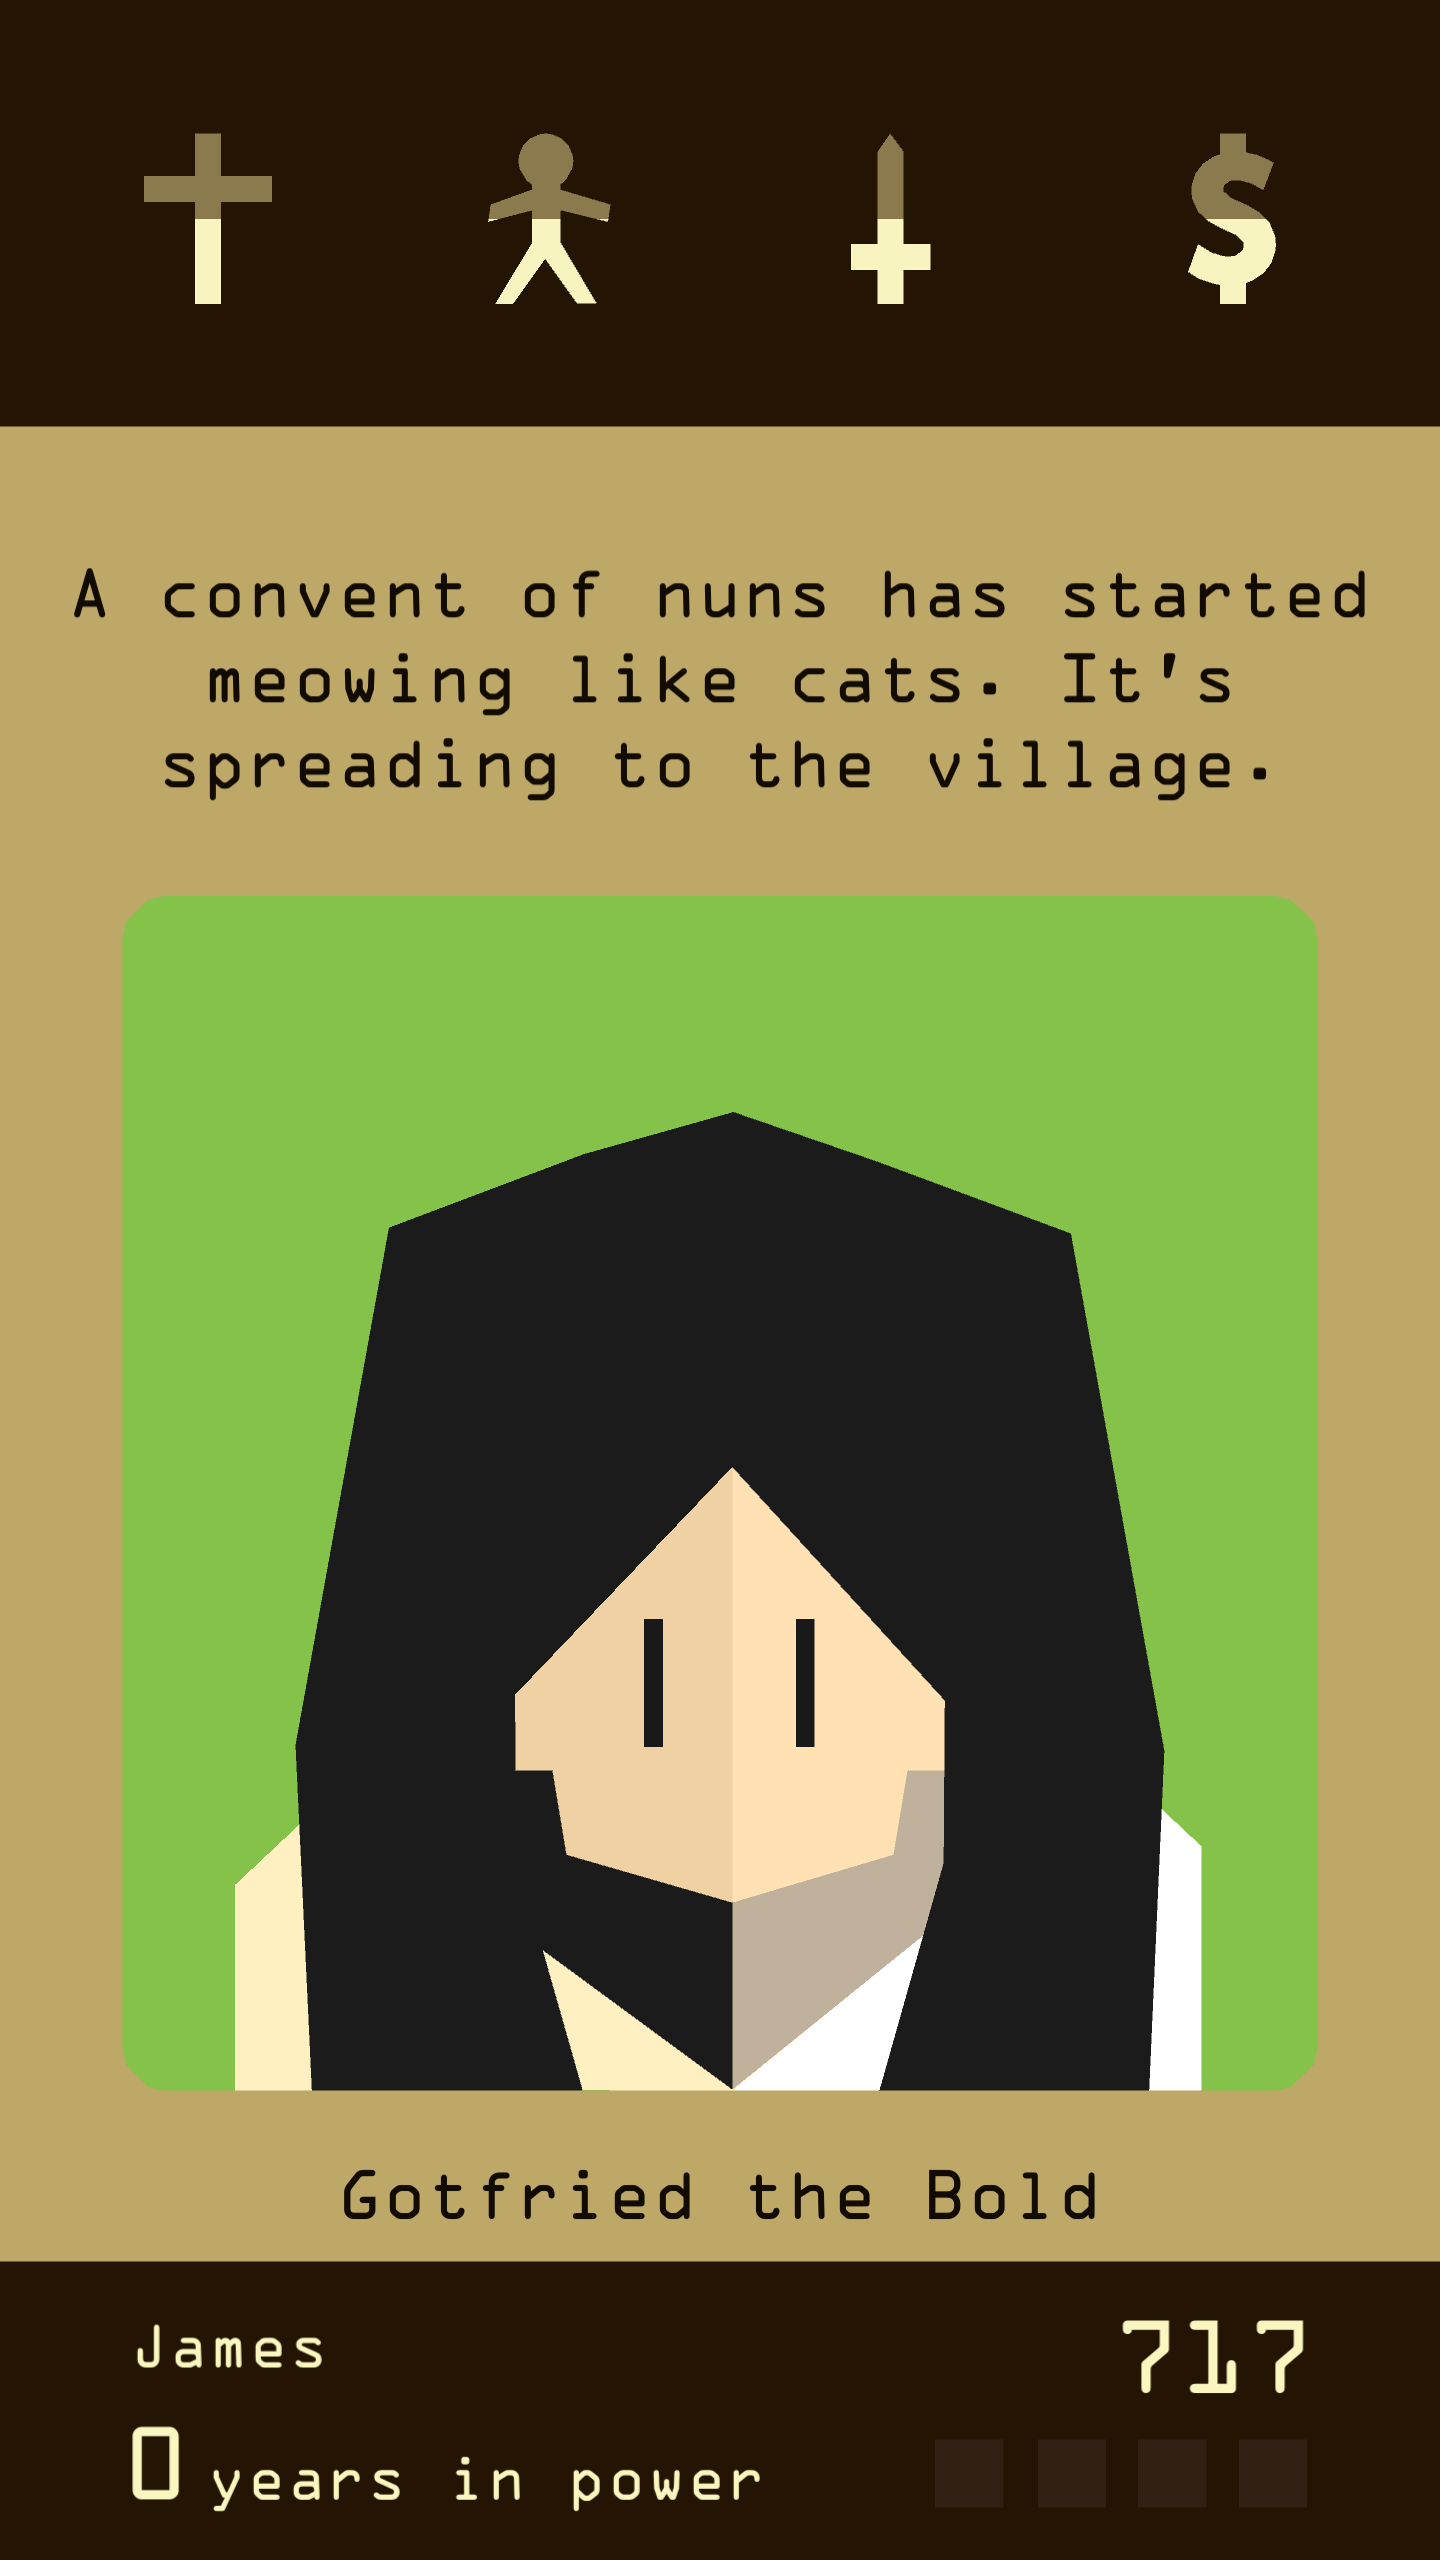 A convent of nuns has started
meowing like cats. It's
spreading to the village.
Gotfried the Bold
James
717
0 years in power